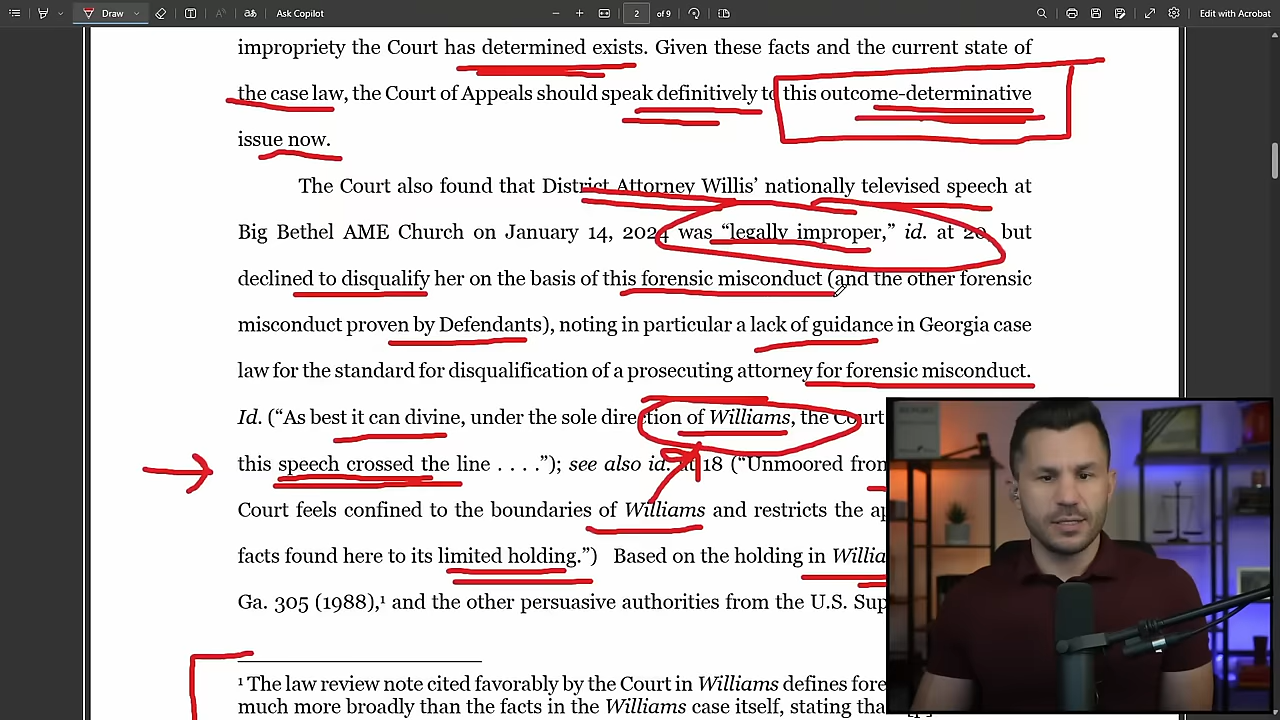 Draw
Ask Copilot
2 of 9
Edit with Acrobat
impropriety the Court has determined exists. Given these facts and the current state of
the case law, the Court of Appeals should speak definitively to this outcome-determinative
issue now.
The Court also found that District Attorney Willis’ nationally televised speech at
Big Bethel AME Church on January 14, 2024 was “legally improper,” id. at 20, but
declined to disqualify her on the basis of this forensic misconduct (and the other forensic
misconduct proven by Defendants), noting in particular a lack of guidance in Georgia case
law for the standard for disqualification of a prosecuting attorney for forensic misconduct.
Id. (“As best it can divine, under the sole direction of Williams, the Court
this speech crossed the line . . . .”); see also id. at 18 (“Unmoored from
Court feels confined to the boundaries of Williams and restricts the
facts found here to its limited holding.”) Based on the holding in
Ga. 305 (1988),¹ and the other persuasive authorities from the U.S.
¹ The law review note cited favorably by the Court in Williams defines
much more broadly than the facts in the Williams case itself, stating